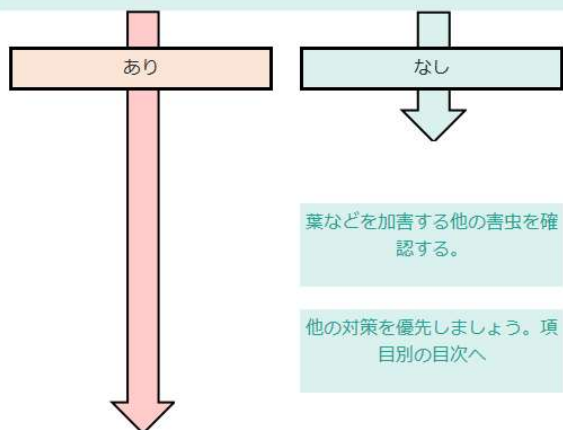 あり
なし
葉などを加害する他の害虫を確
認する。
他の対策を優先しましょう。項
目別の目次へ